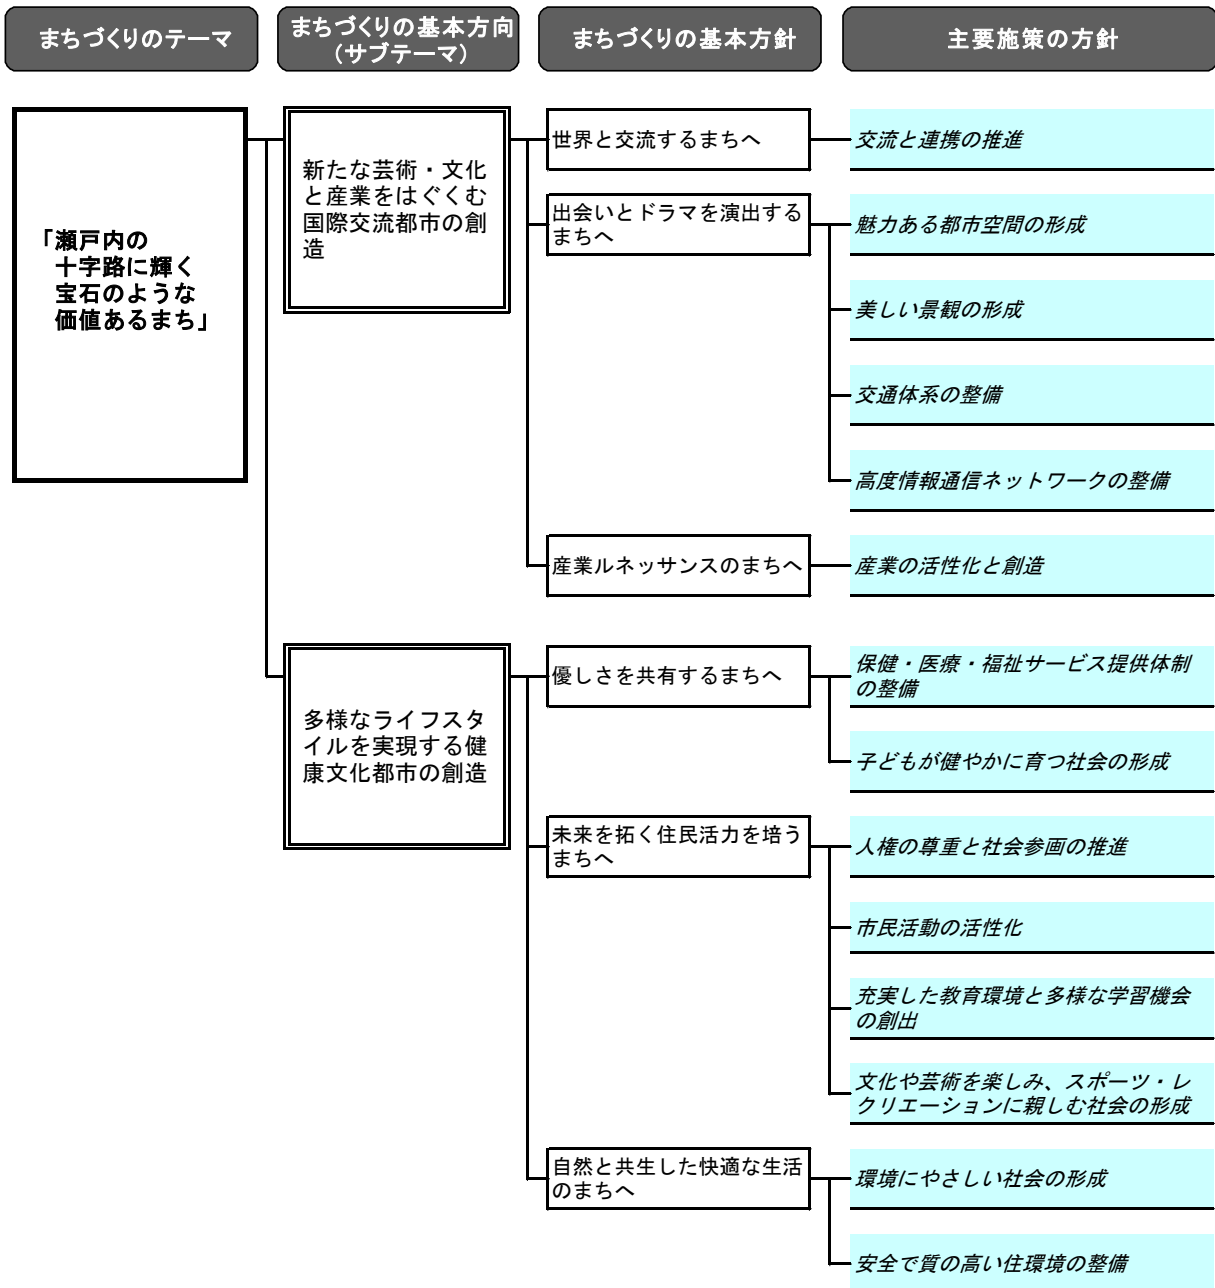 まちづくりのテーマ
まちづくりの基本方向
（サブテーマ）
まちづくりの基本方針
主要施策の方針
「瀬戸内の
十字路に輝く
宝石のような
価値あるまち」
新たな芸術・文化
と産業をはぐくむ
国際交流都市の創
造
世界と交流するまちへ
交流と連携の推進
出会いとドラマを演出する
まちへ
魅力ある都市空間の形成
美しい景観の形成
交通体系の整備
高度情報通信ネットワークの整備
産業ルネッサンスのまちへ
産業の活性化と創造
多様なライフスタ
イルを実現する健
康文化都市の創造
優しさを共有するまちへ
保健・医療・福祉サービス提供体制
の整備
子どもが健やかに育つ社会の形成
未来を拓く住民活力を培う
まちへ
人権の尊重と社会参画の推進
市民活動の活性化
充実した教育環境と多様な学習機会
の創出
文化や芸術を楽しみ、スポーツ・レ
クリエーションに親しむ社会の形成
自然と共生した快適な生活
のまちへ
環境にやさしい社会の形成
安全で質の高い住環境の整備